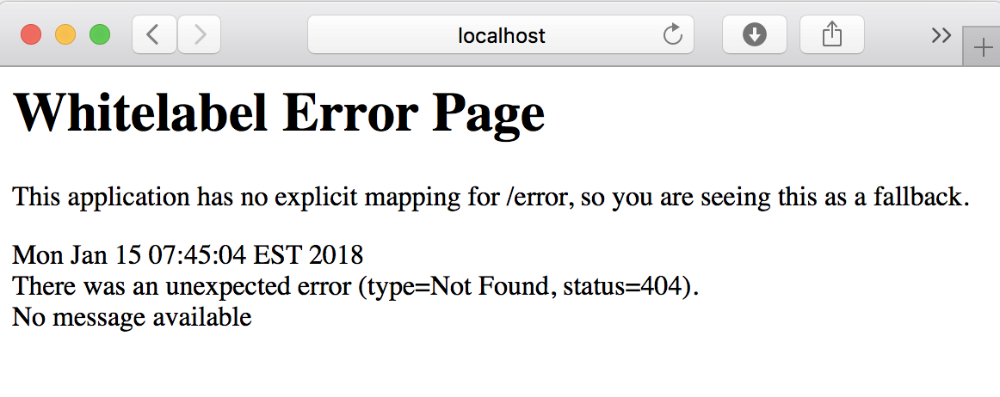 localhost
Whitelabel Error Page
This application has no explicit mapping for /error, so you are seeing this as a fallback.
Mon Jan 15 07:45:04 EST 2018
There was an unexpected error (type=Not Found, status=404).
No message available